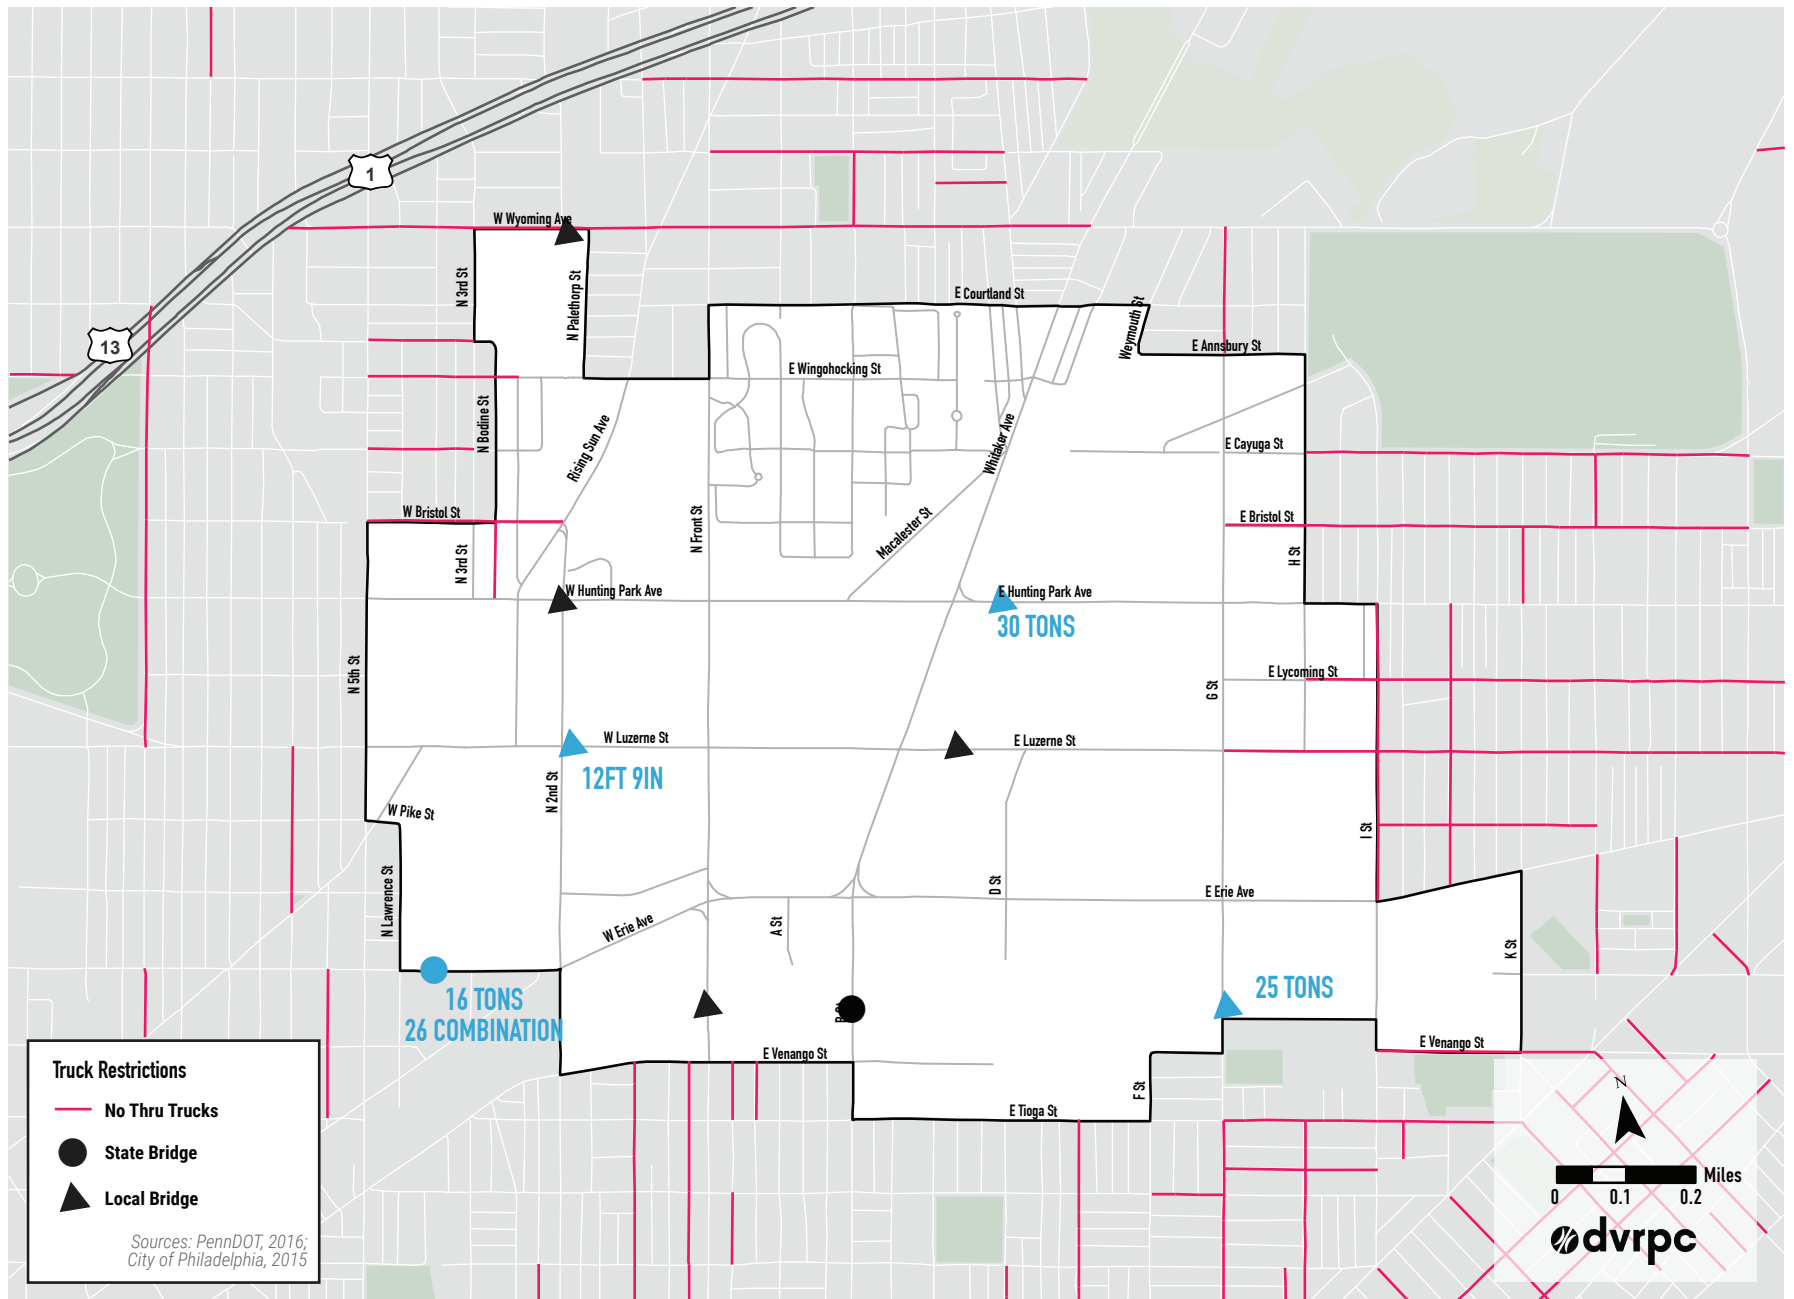 1
W Wyoming Ave
N 3rd St
N Palethorp St
E Courtland St
Weymouth St
13
E Annsbury St
E Wingohocking St
N Bodine St
Rising Sun Ave
Whitaker Ave
E Cayuga St
W Bristol St
N Front St
Macalester St
E Bristol St
N 3rd St
H St
W Hunting Park Ave
E Hunting Park Ave
30 TONS
N 5th St
E Lycoming St
G St
W Luzerne St
E Luzerne St
12FT 9IN
N 2nd St
W Pike St
I St
N Lawrence St
D St
E Erie Ave
A St
W Erie Ave
K St
16 TONS
26 COMBINATION
25 TONS
E Venango St
E Venango St
F St
E Tioga St
Truck Restrictions
No Thru Trucks
State Bridge
Local Bridge
Sources: PennDOT, 2016;
City of Philadelphia, 2015
N
Miles
0 0.1 0.2
dvrpc